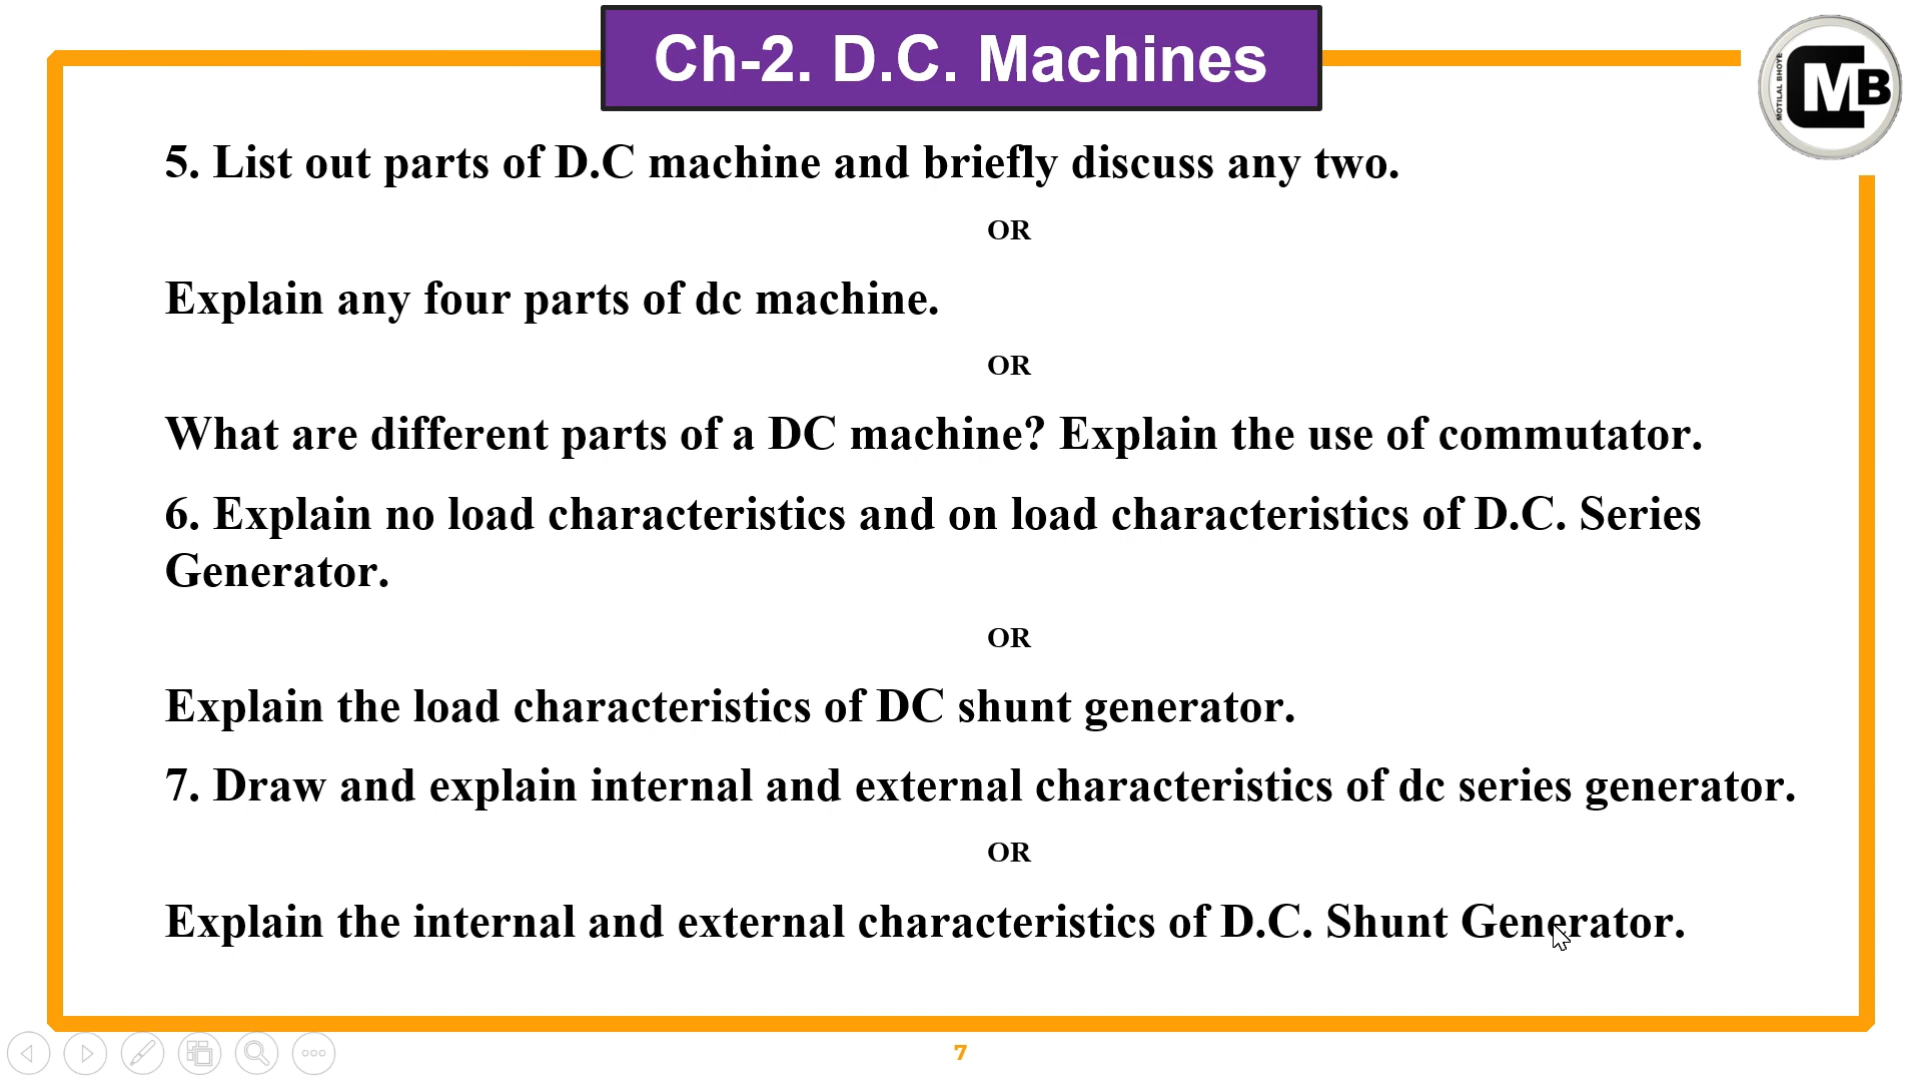 Ch-2. D.C. Machines
MOTILAL BHOYE
MB
5. List out parts of D.C machine and briefly discuss any two.
OR
Explain any four parts of dc machine.
OR
What are different parts of a DC machine? Explain the use of commutator.
6. Explain no load characteristics and on load characteristics of D.C. Series
Generator.
OR
Explain the load characteristics of DC shunt generator.
7. Draw and explain internal and external characteristics of dc series generator.
OR
Explain the internal and external characteristics of D.C. Shunt Generator.
7